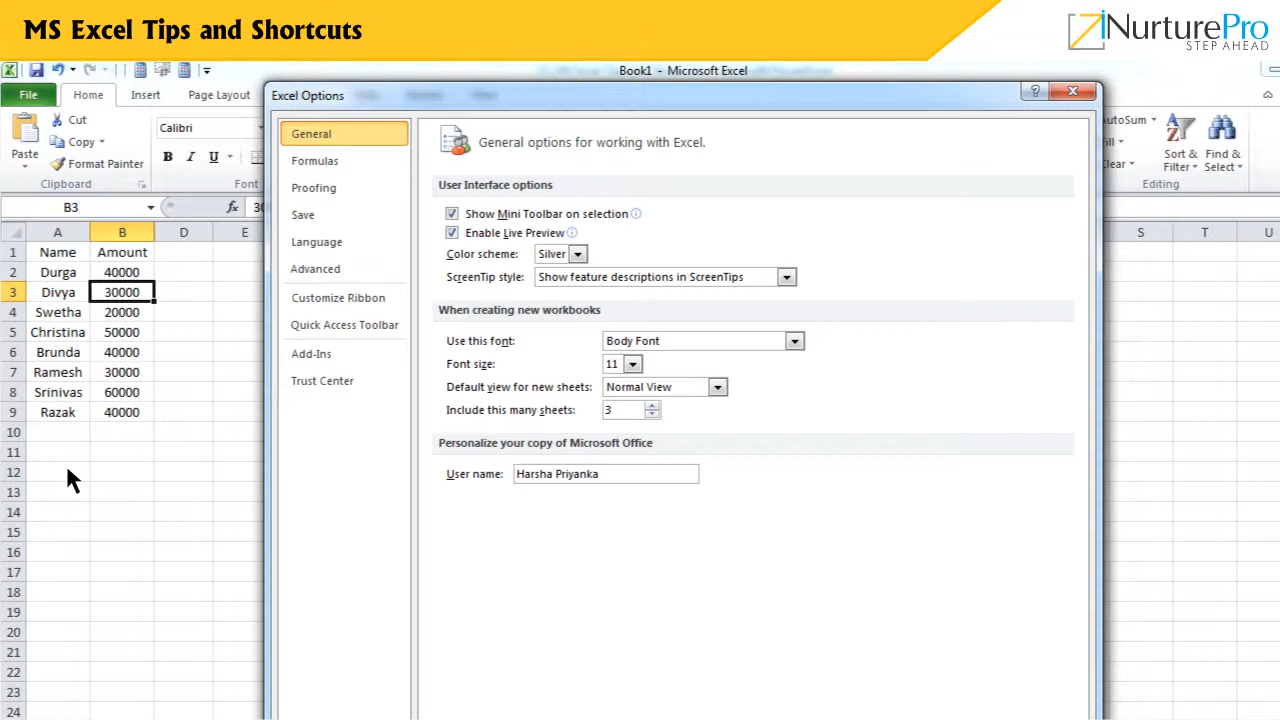 MS Excel Tips and Shortcuts
iNurturePro
STEP AHEAD
Book1 - Microsoft Excel
File Home Insert Page Layout
Excel Options
Cut
Copy
Paste
Format Painter
Clipboard
Calibri
B I U
Font
AutoSum
Sort & Filter
Find & Select
Editing
B3 fx
A B D E S T U
1 Name Amount
2 Durga 40000
3 Divya 30000
4 Swetha 20000
5 Christina 50000
6 Brunda 40000
7 Ramesh 30000
8 Srinivas 60000
9 Razak 40000
10
11
12
13
14
15
16
17
18
19
20
21
22
23
24
General
Formulas
Proofing
Save
Language
Advanced
Customize Ribbon
Quick Access Toolbar
Add-Ins
Trust Center
General options for working with Excel.
User Interface options
Show Mini Toolbar on selection
Enable Live Preview
Color scheme: Silver
ScreenTip style: Show feature descriptions in ScreenTips
When creating new workbooks
Use this font: Body Font
Font size: 11
Default view for new sheets: Normal View
Include this many sheets: 3
Personalize your copy of Microsoft Office
User name: Harsha Priyanka